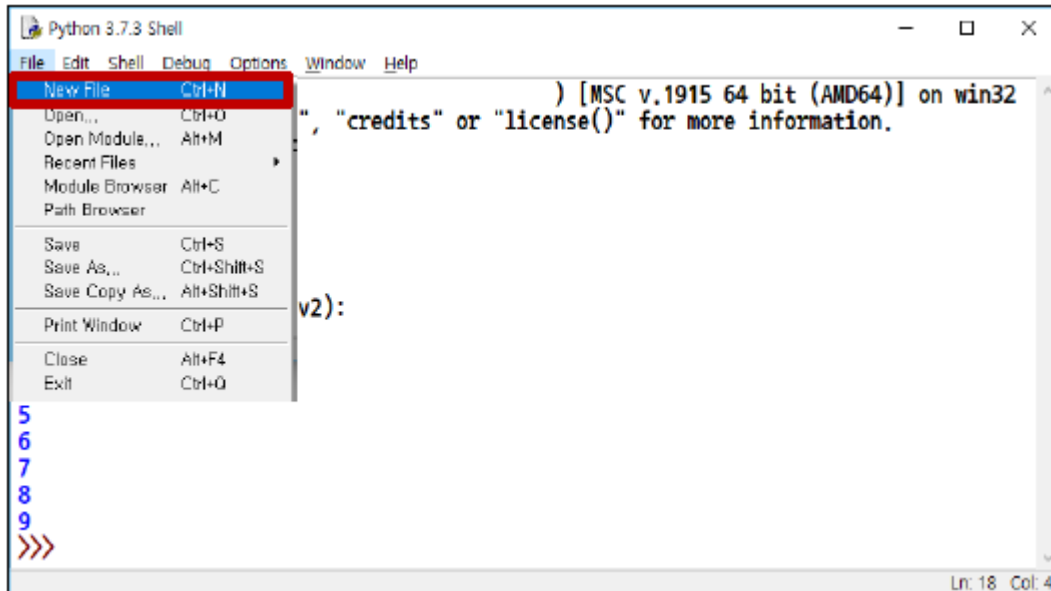 Python 3.7.3 Shell
File Edit Shell Debug Options Window Help
New File Ctrl+N
Open... Ctrl+O
Open Module... Alt+M
Recent Files
Module Browser Alt+C
Path Browser
Save Ctrl+S
Save As... Ctrl+Shift+S
Save Copy As... Alt+Shift+S
Print Window Ctrl+P
Close Alt+F4
Exit Ctrl+Q
) [MSC v.1915 64 bit (AMD64)] on win32
", "credits" or "license()" for more information.
v2):
5
6
7
8
9
>>>
Ln: 18 Col: 4